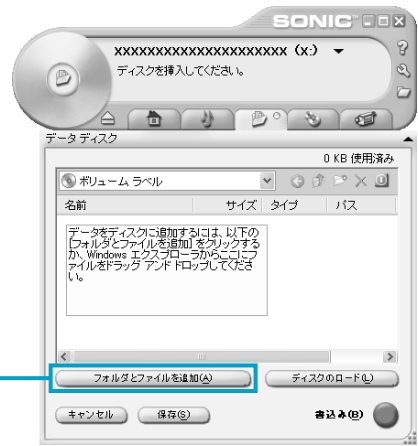 SONIC
XXXXXXXXXXXXXXXXXXXXXX (X:)
ディスクを挿入してください。
データ ディスク
0 KB 使用済み
ボリューム ラベル
名前 サイズ タイプ パス
データをディスクに追加するには、以下の
[フォルダとファイルを追加] をクリックする
か、Windows エクスプローラからここにフ
ァイルをドラッグ アンド ドロップしてくださ
い。
フォルダとファイルを追加(A) ディスクのロード(L)
キャンセル 保存(S) 書込み(B)